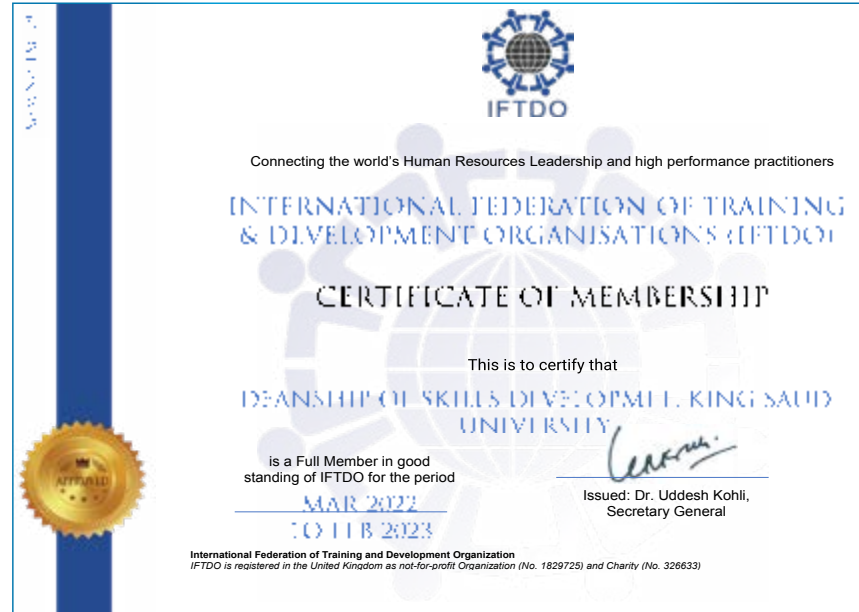 IFTDO
Connecting the world's Human Resources Leadership and high performance practitioners
INTERNATIONAL FEDERATION OF TRAINING
& DEVELOPMENT ORGANISATIONS (IFTDO)
CERTIFICATE OF MEMBERSHIP
This is to certify that
DEANSHIP OF SKILLS KING SAUD
UNIVERSITY
is a Full Member in good
standing of IFTDO for the period
Issued: Dr. Uddesh Kohli,
Secretary General
MAR 2022
TO FEB 2023
APPROVED
International Federation of Training and Development Organization
IFTDO is registered in the United Kingdom as not-for-profit Organization (No. 1829725) and Charity (No. 326633)